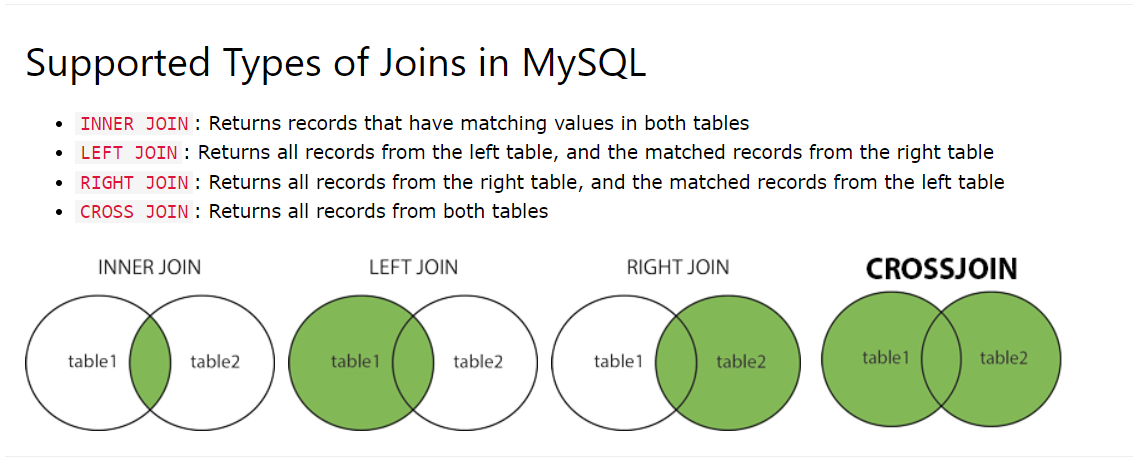 Supported Types of Joins in MySQL
• INNER JOIN: Returns records that have matching values in both tables
• LEFT JOIN: Returns all records from the left table, and the matched records from the right table
• RIGHT JOIN: Returns all records from the right table, and the matched records from the left table
• CROSS JOIN: Returns all records from both tables
INNER JOIN LEFT JOIN RIGHT JOIN CROSSJOIN
table1 table2 table1 table2 table1 table2 table1 table2